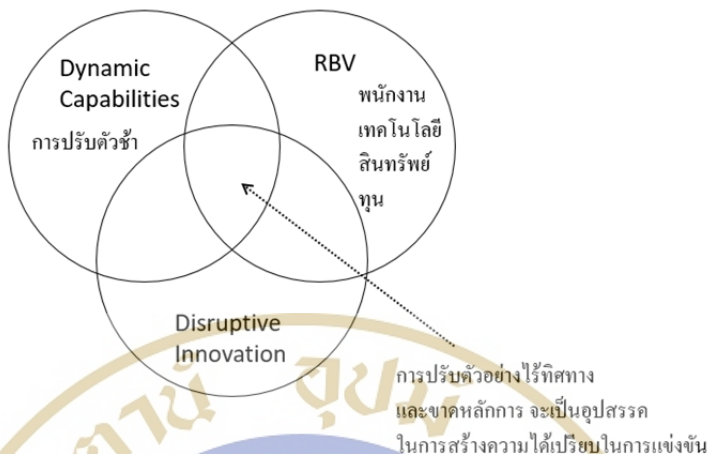 Dynamic
Capabilities
การปรับตัวช้า
RBV
พนักงาน
เทคโนโลยี
สินทรัพย์
ทุน
Disruptive
Innovation
การปรับตัวอย่างไร้ทิศทาง
และขาดหลักการ จะเป็นอุปสรรค
ในการสร้างความได้เปรียบในการแข่งขัน